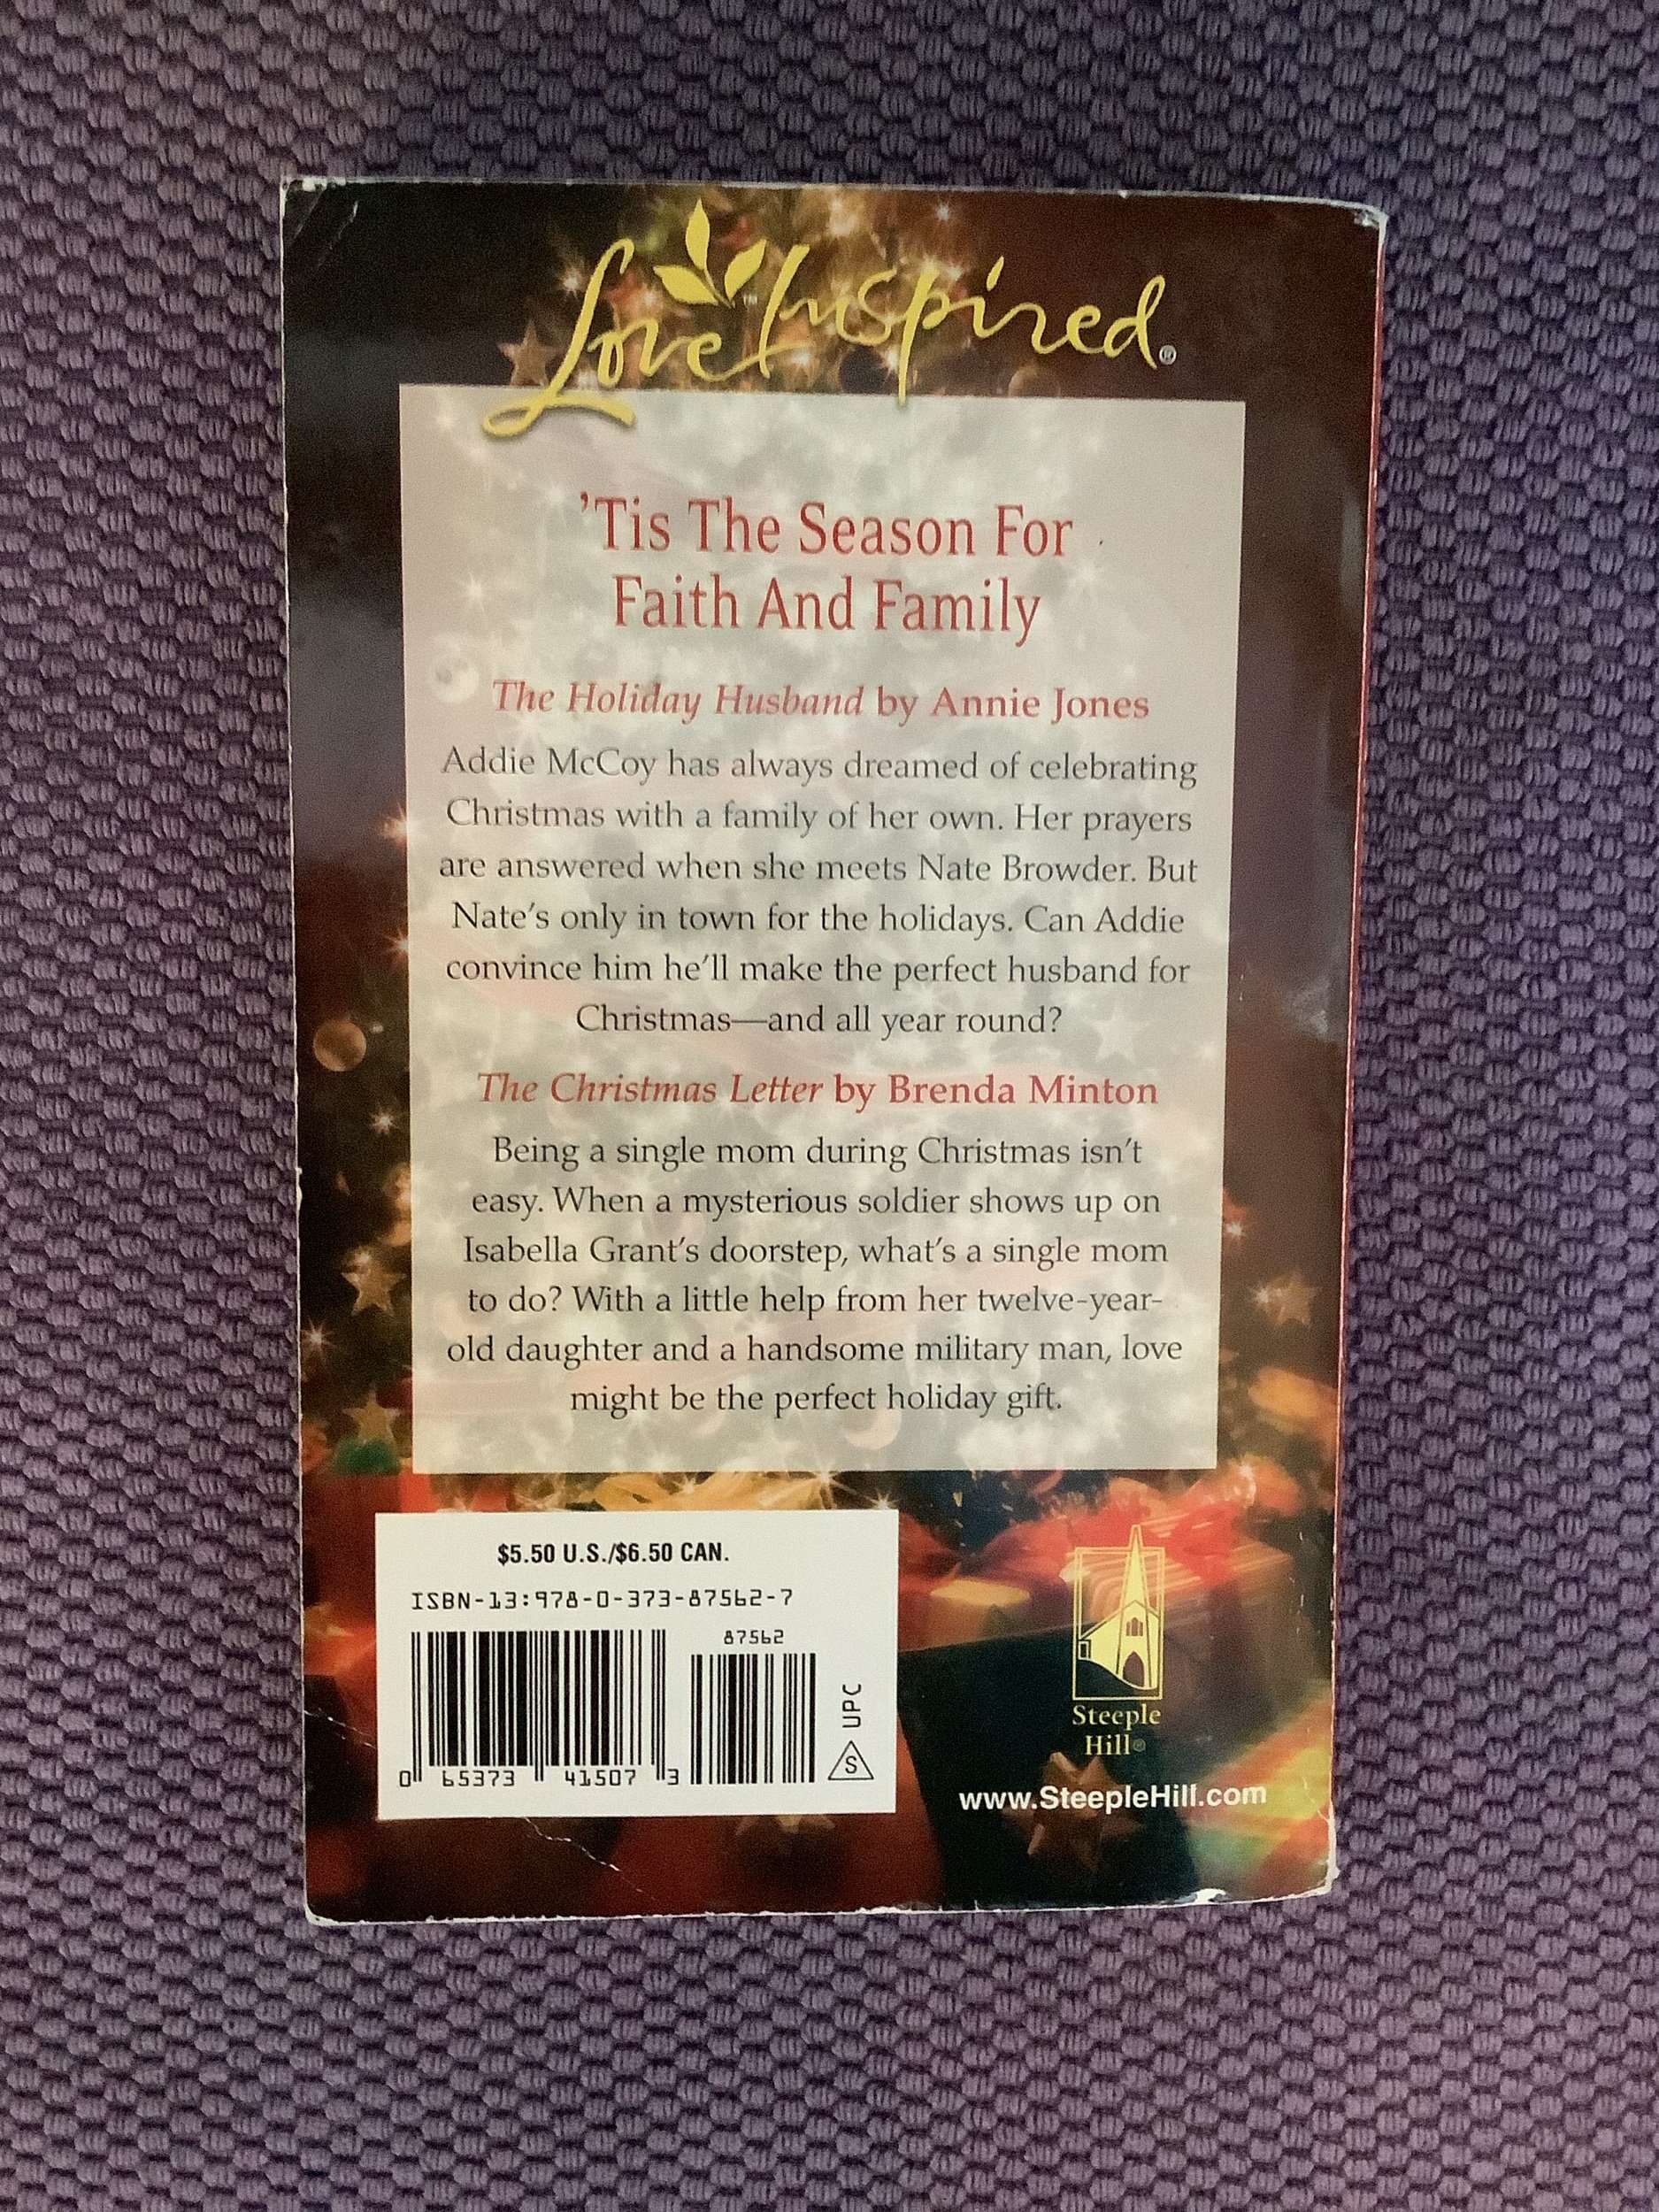 Love Inspired®
'Tis The Season For
Faith And Family
The Holiday Husband by Annie Jones
Addie McCoy has always dreamed of celebrating
Christmas with a family of her own. Her prayers
are answered when she meets Nate Browder. But
Nate's only in town for the holidays. Can Addie
convince him he'll make the perfect husband for
Christmas—and all year round?
The Christmas Letter by Brenda Minton
Being a single mom during Christmas isn't
easy. When a mysterious soldier shows up on
Isabella Grant's doorstep, what's a single mom
to do? With a little help from her twelve-year-
old daughter and a handsome military man, love
might be the perfect holiday gift.
$5.50 U.S./$6.50 CAN.
ISBN-13:978-0-373-87562-7
87562
UPC
S
0 65373 41507 3
Steeple
Hill®
www.SteepleHill.com